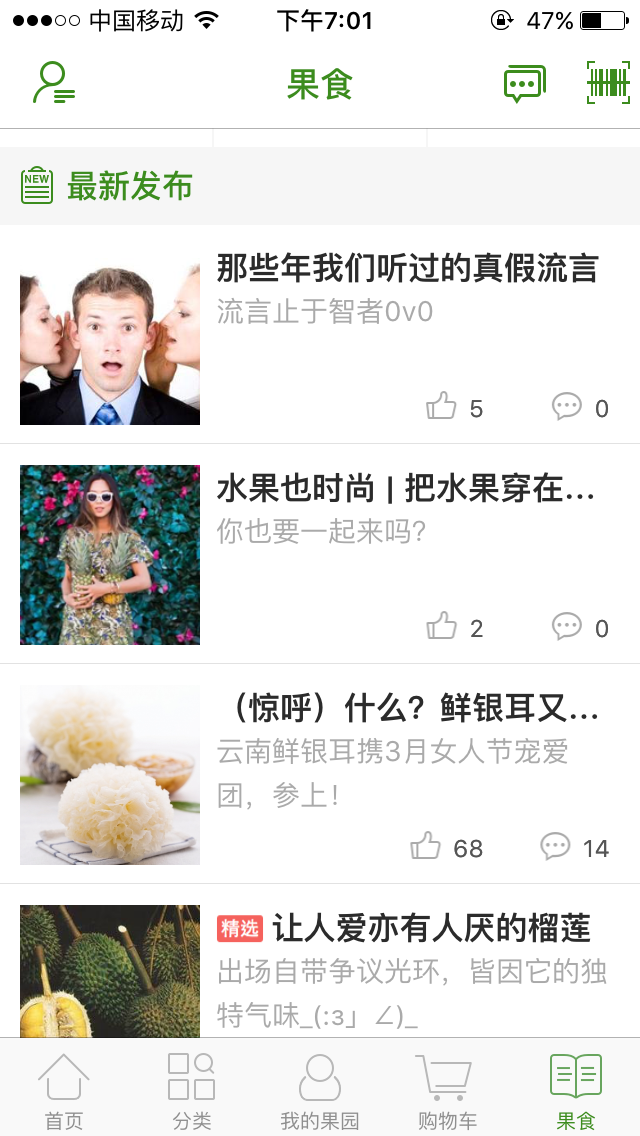 中国移动 下午7:01 47%
果食
NEW 最新发布
那些年我们听过的真假流言
流言止于智者0v0
5 0
水果也时尚 | 把水果穿在...
你也要一起来吗?
2 0
（惊呼）什么？鲜银耳又...
云南鲜银耳携3月女人节宠爱
团，参上！
68 14
精选 让人爱亦有人厌的榴莲
出场自带争议光环，皆因它的独
特气味_(:з」∠)_
首页 分类 我的果园 购物车 果食